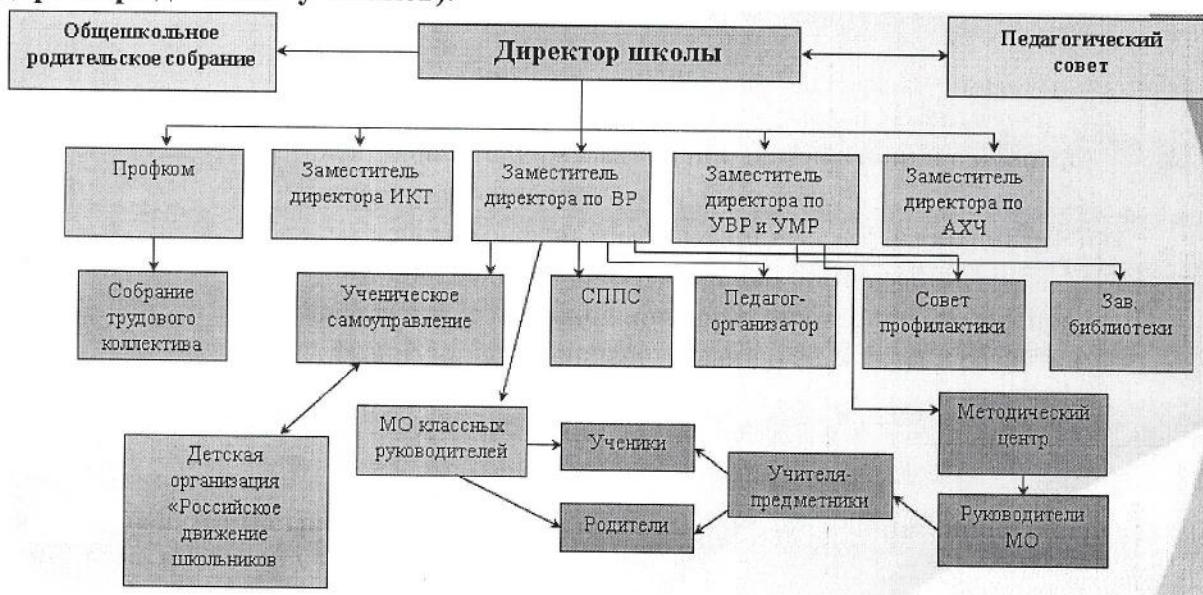 Общешкольное
родительское собрание
Директор школы
Педагогический
совет
Профком
Заместитель
директора ИКТ
Заместитель
директора по ВР
Заместитель
директора по
УВР и УМР
Заместитель
директора по
АХЧ
Собрание
трудового
коллектива
Ученическое
самоуправление
СППС
Педагог-
организатор
Совет
профилактики
Зав.
библиотеки
МО классных
руководителей
Ученики
Родители
Учителя-
предметники
Методический
центр
Руководители
МО
Детская
организация
«Российское
движение
школьников